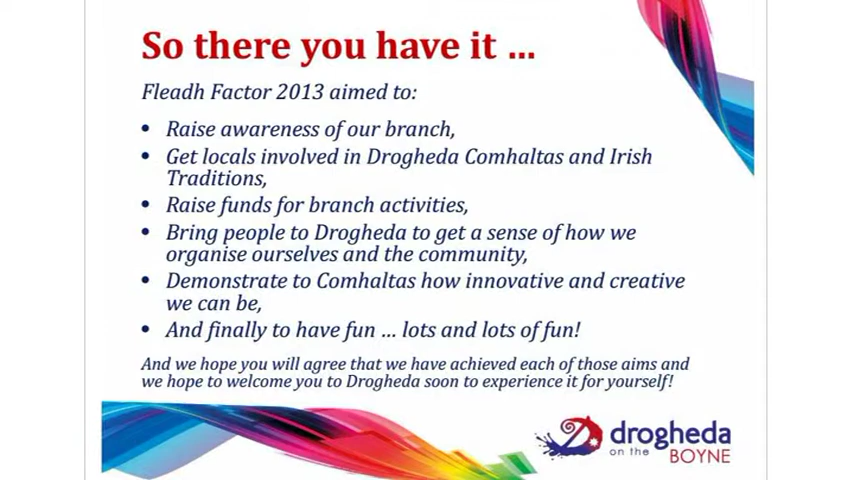 So there you have it ...
Fleadh Factor 2013 aimed to:
• Raise awareness of our branch,
• Get locals involved in Drogheda Comhaltas and Irish
Traditions,
• Raise funds for branch activities,
• Bring people to Drogheda to get a sense of how we
organise ourselves and the community,
• Demonstrate to Comhaltas how innovative and creative
we can be,
• And finally to have fun ... lots and lots of fun!
And we hope you will agree that we have achieved each of those aims and
we hope to welcome you to Drogheda soon to experience it for yourself!
drogheda
on the BOYNE